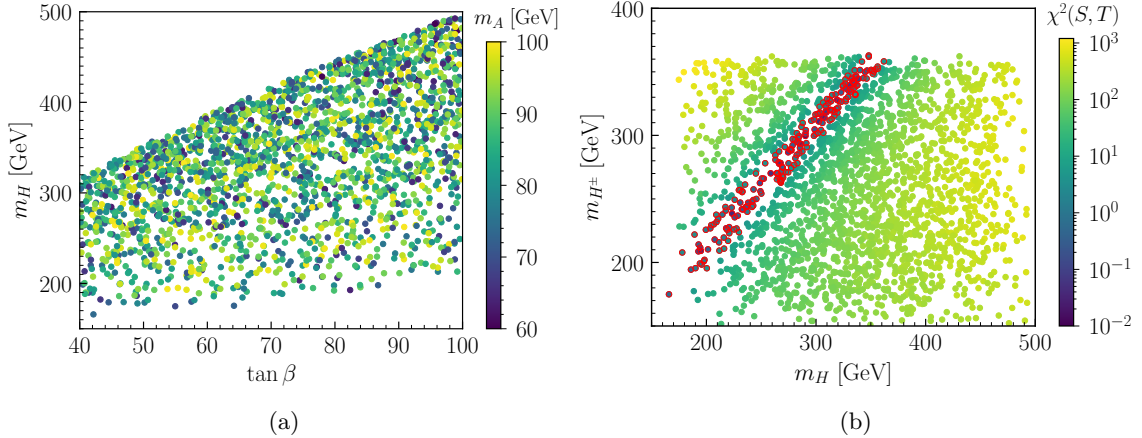 m_A [GeV]
500
400
300
200
m_H [GeV]
40 50 60 70 80 90 100
tan β
100
90
80
70
60
(a)
χ²(S, T)
400
300
200
m_{H^±} [GeV]
200 300 400 500
m_H [GeV]
10³
10²
10¹
10⁰
10⁻¹
10⁻²
(b)